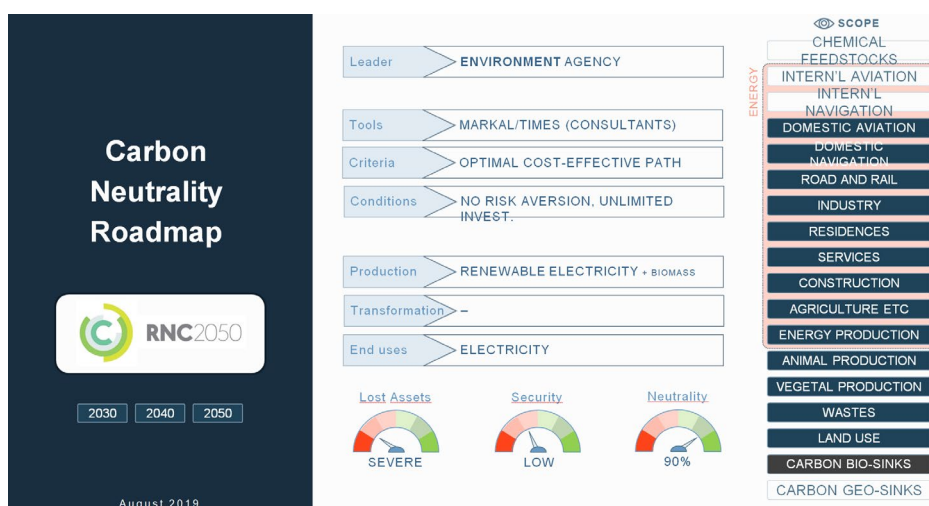 Carbon
Neutrality
Roadmap
RNC2050
2030 2040 2050
August 2019
Leader ENVIRONMENT AGENCY
Tools MARKAL/TIMES (CONSULTANTS)
Criteria OPTIMAL COST-EFFECTIVE PATH
Conditions NO RISK AVERSION, UNLIMITED
INVEST.
Production RENEWABLE ELECTRICITY + BIOMASS
Transformation –
End uses ELECTRICITY
Lost Assets Security Neutrality
SEVERE LOW 90%
SCOPE
ENERGY
CHEMICAL
FEEDSTOCKS
INTERN'L AVIATION
INTERN'L
NAVIGATION
DOMESTIC AVIATION
DOMESTIC
NAVIGATION
ROAD AND RAIL
INDUSTRY
RESIDENCES
SERVICES
CONSTRUCTION
AGRICULTURE ETC
ENERGY PRODUCTION
ANIMAL PRODUCTION
VEGETAL PRODUCTION
WASTES
LAND USE
CARBON BIO-SINKS
CARBON GEO-SINKS